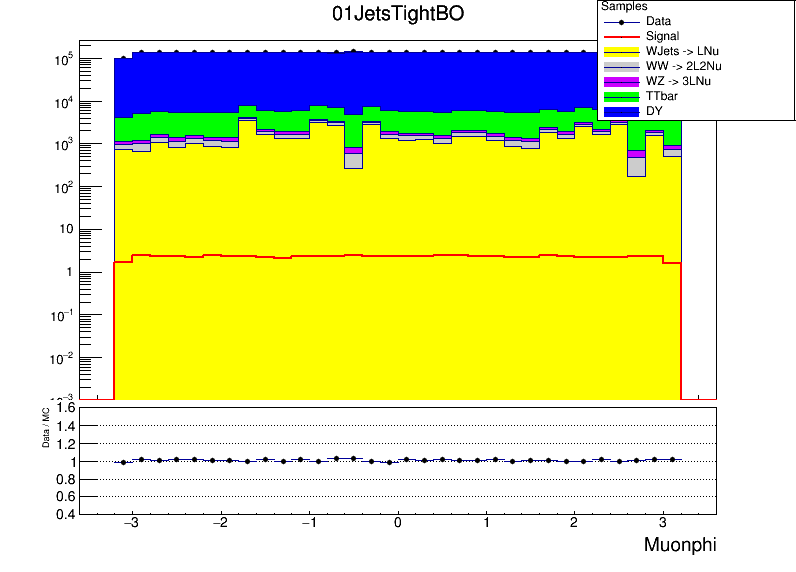 01JetsTightBO
Samples
Data
Signal
WJets -> LNu
WW -> 2L2Nu
WZ -> 3LNu
TTbar
DY
10^5
10^4
10^3
10^2
10
1
10^−1
10^−2
10^−3
Data / MC
1.6
1.4
1.2
1
0.8
0.6
0.4
−3 −2 −1 0 1 2 3
Muonphi